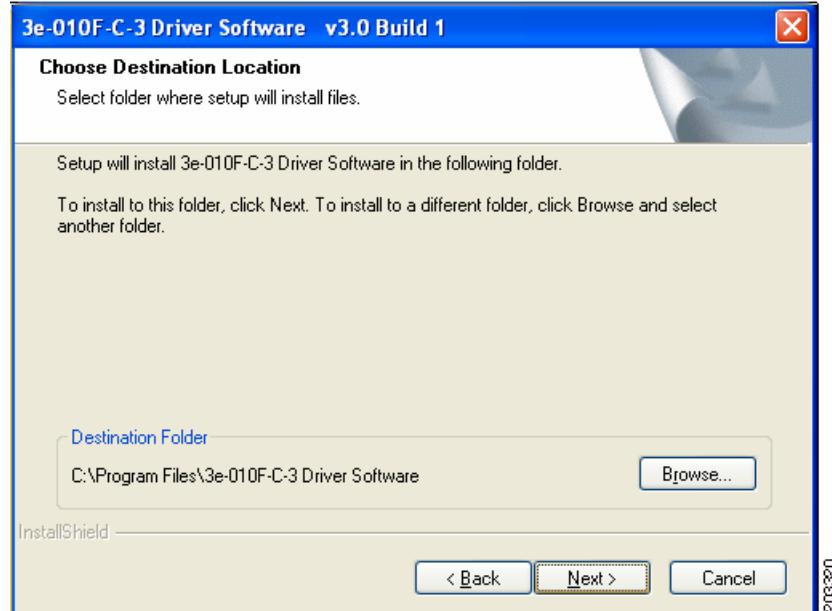 3e-010F-C-3 Driver Software v3.0 Build 1
Choose Destination Location
Select folder where setup will install files.
Setup will install 3e-010F-C-3 Driver Software in the following folder.
To install to this folder, click Next. To install to a different folder, click Browse and select
another folder.
Destination Folder
C:\Program Files\3e-010F-C-3 Driver Software
Browse...
InstallShield
< Back
Next >
Cancel
203380